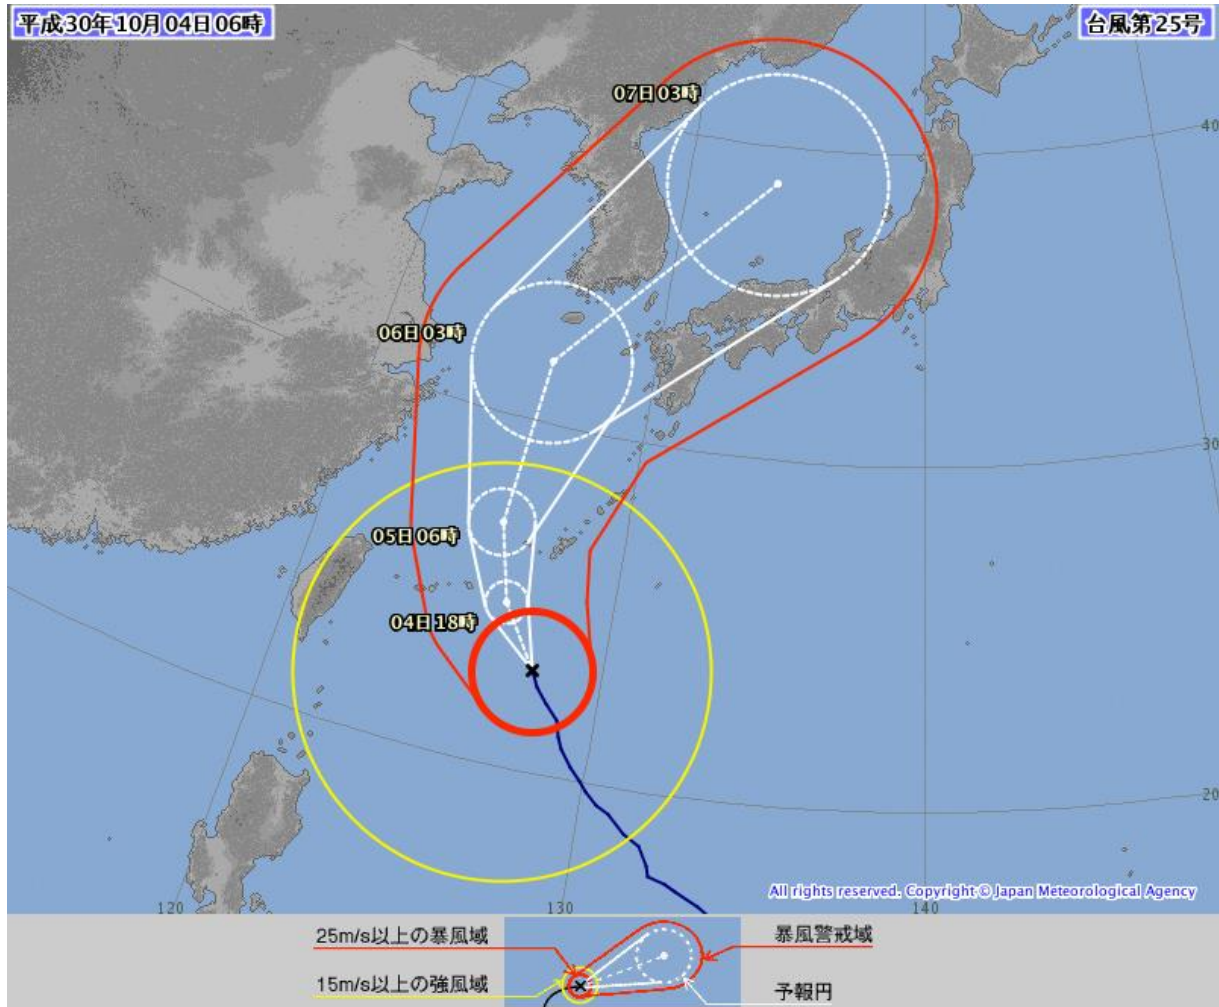 平成30年10月04日06時
台風第25号
07日03時
40
06日03時
30
05日06時
04日18時
20
All rights reserved. Copyright © Japan Meteorological Agency
120
130
140
25m/s以上の暴風域
暴風警戒域
15m/s以上の強風域
予報円